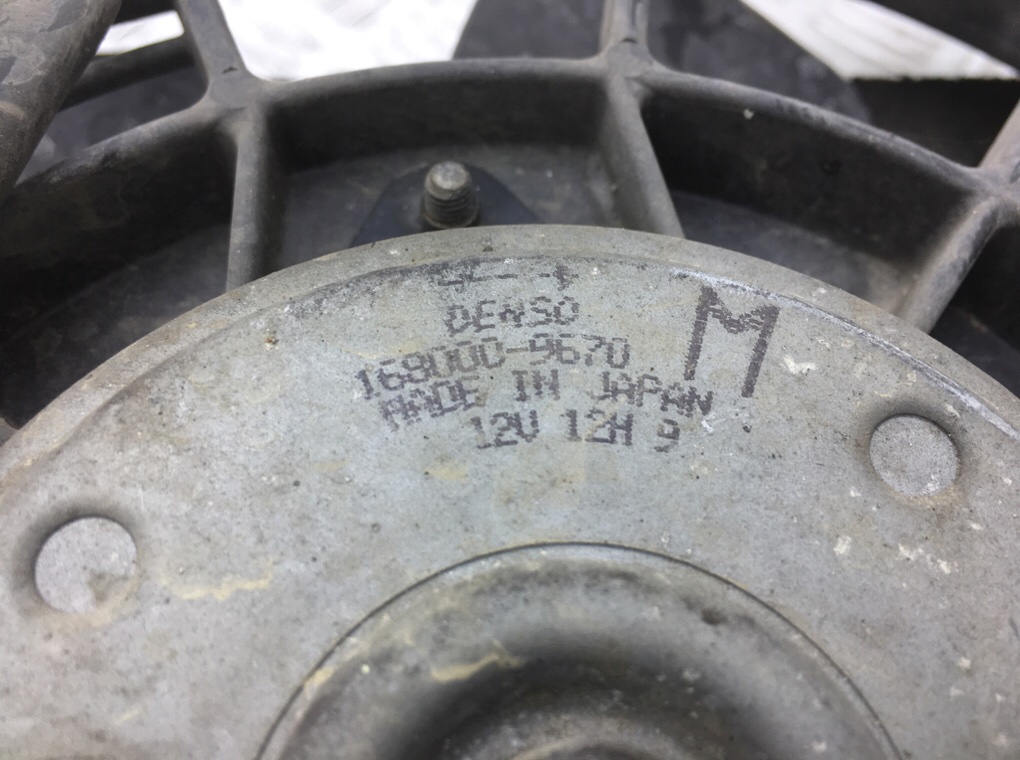 DENSO
M
168000-9670
MADE IN JAPAN
12V 12H 9